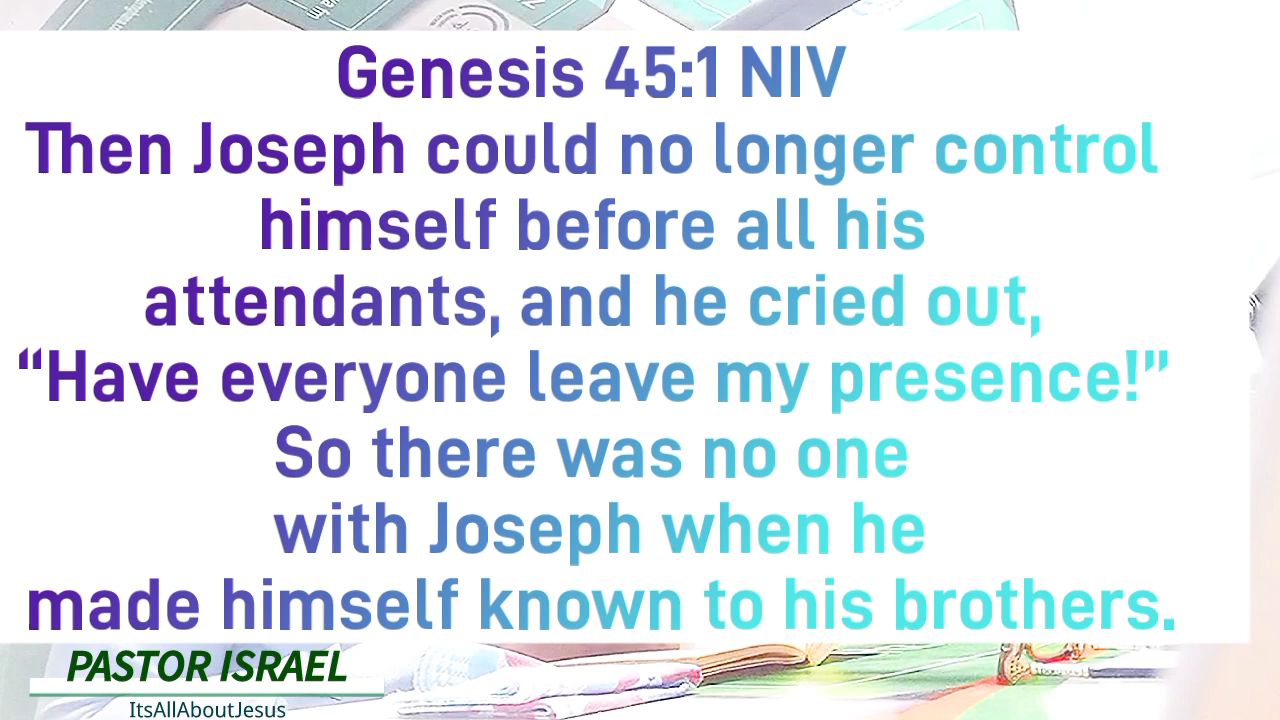 Genesis 45:1 NIV
Then Joseph could no longer control
himself before all his
attendants, and he cried out,
“Have everyone leave my presence!”
So there was no one
with Joseph when he
made himself known to his brothers.
PASTOR ISRAEL
ItsAllAboutJesus